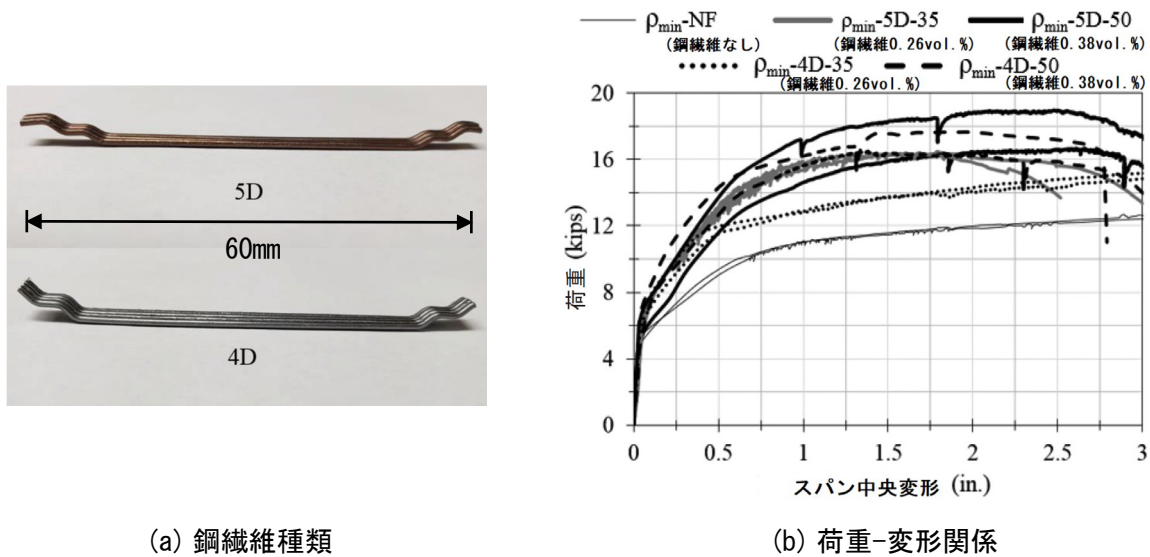 5D
60mm
4D
(a) 鋼繊維種類
ρmin-NF
(鋼繊維なし)
ρmin-5D-35
(鋼繊維0.26vol.%)
ρmin-5D-50
(鋼繊維0.38vol.%)
ρmin-4D-35
(鋼繊維0.26vol.%)
ρmin-4D-50
(鋼繊維0.38vol.%)
荷重 (kips)
20
16
12
8
4
0
0 0.5 1 1.5 2 2.5 3
スパン中央変形 (in.)
(b) 荷重-変形関係